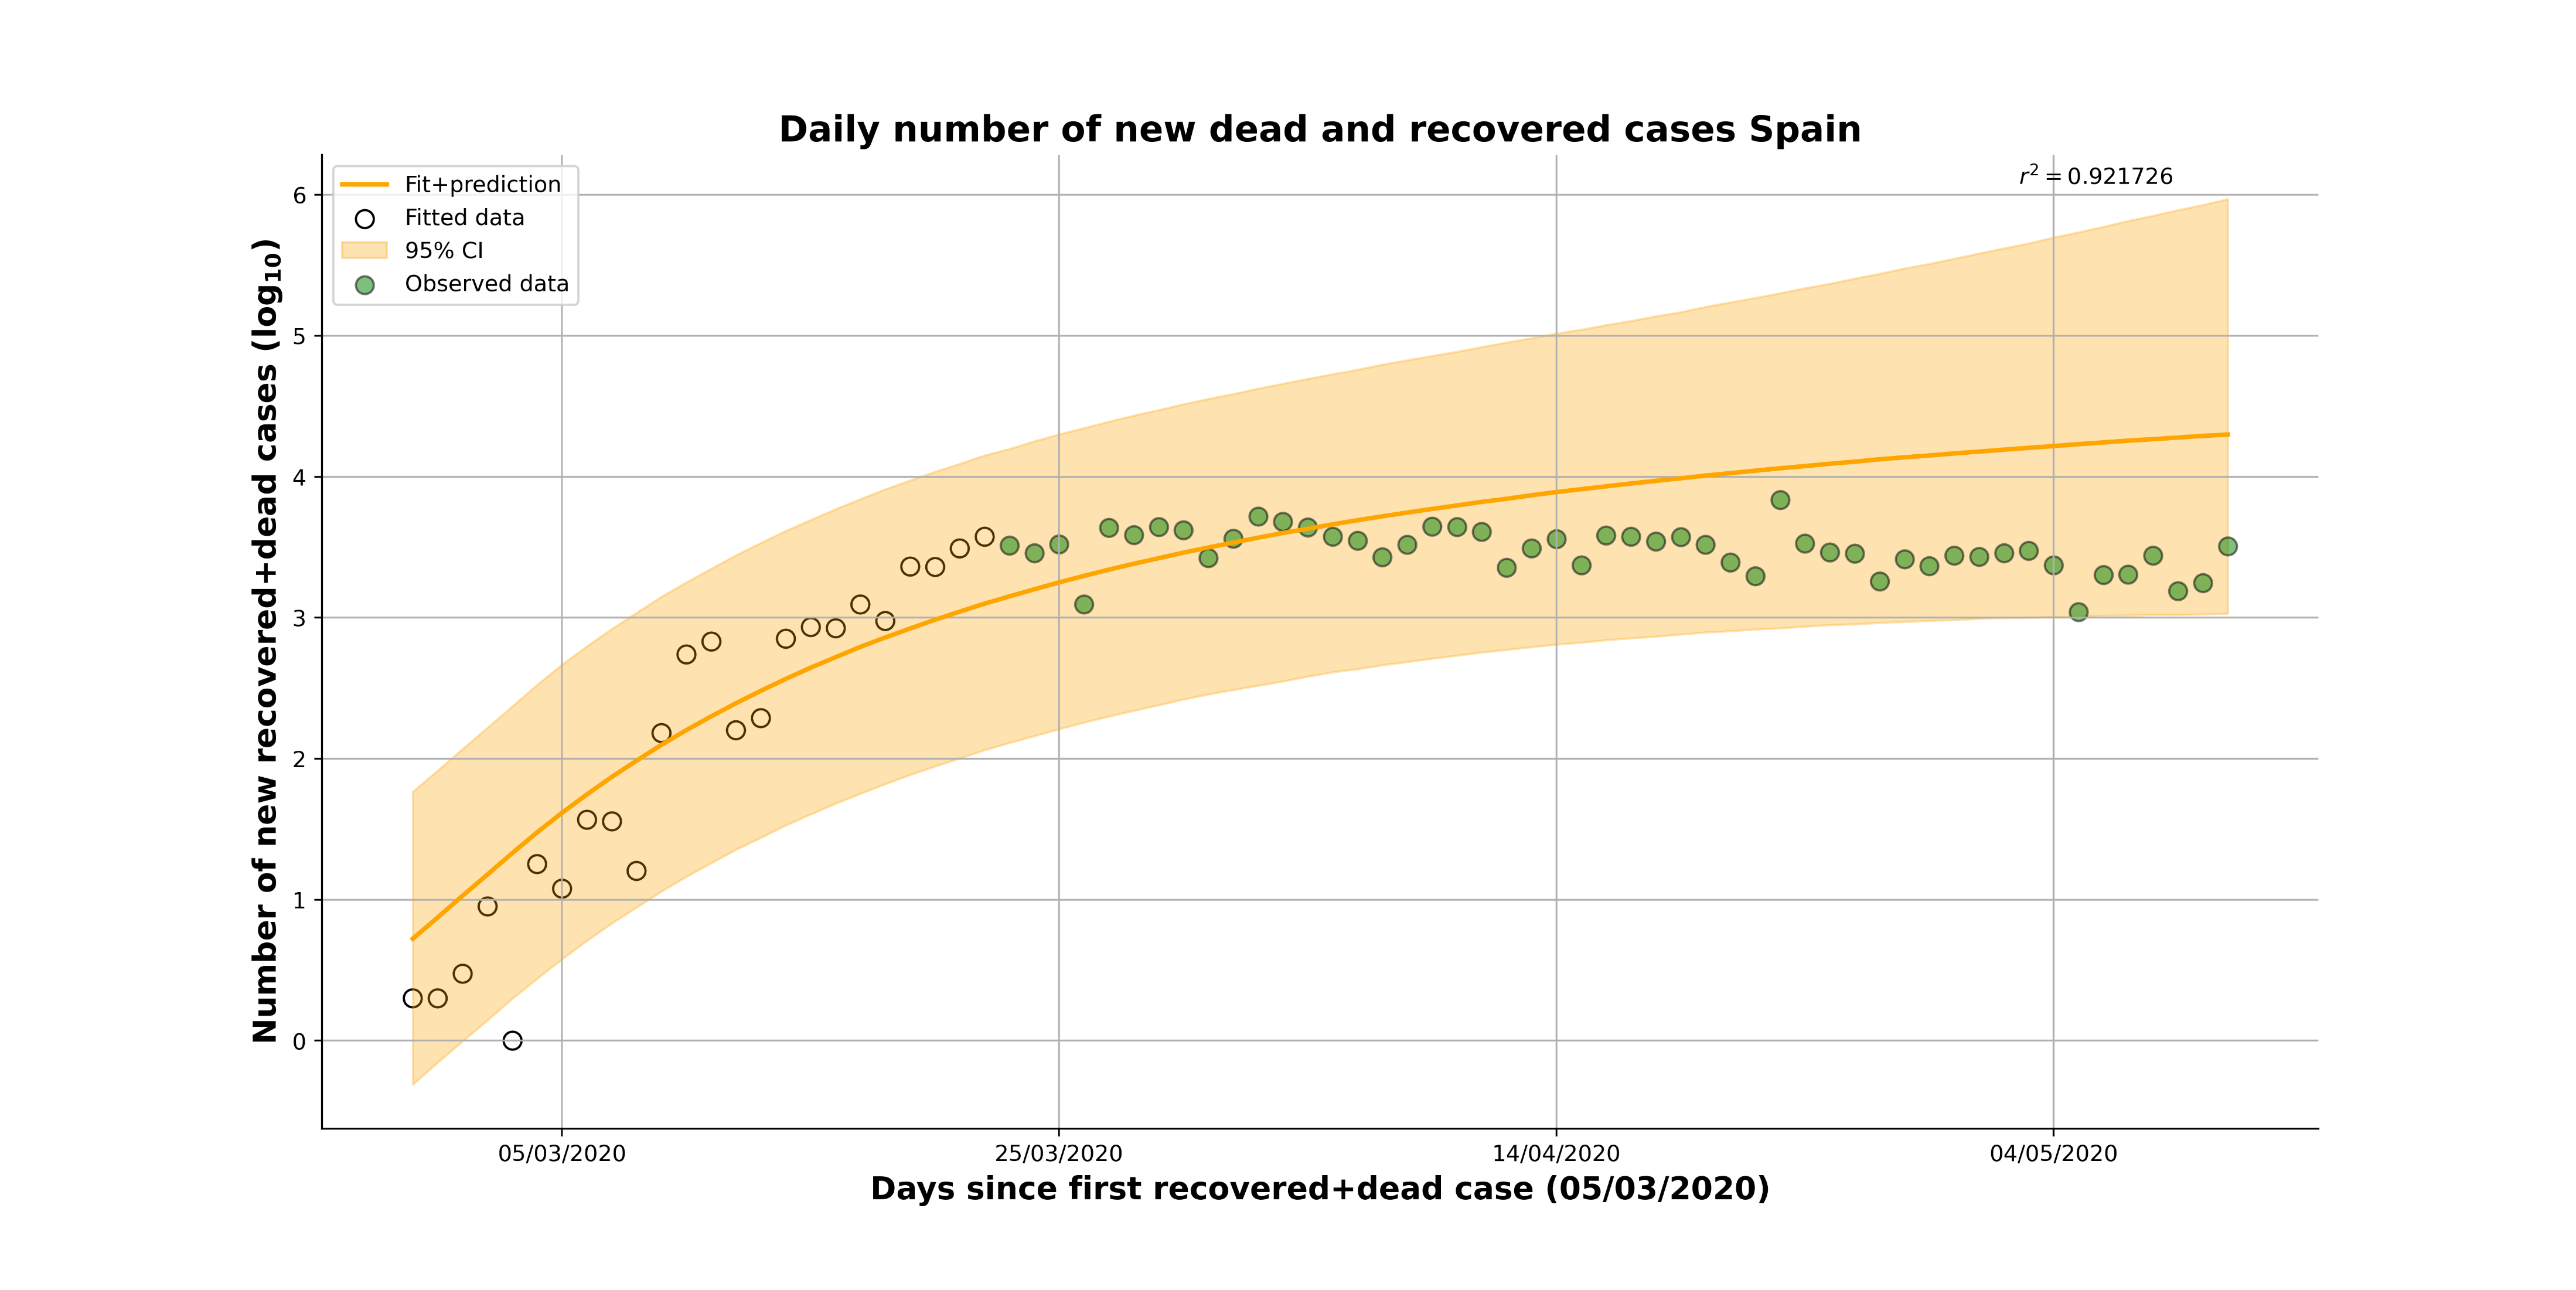 Daily number of new dead and recovered cases Spain
r² = 0.921726
Fit+prediction
Fitted data
95% CI
Observed data
Number of new recovered+dead cases (log₁₀)
6
5
4
3
2
1
0
05/03/2020 25/03/2020 14/04/2020 04/05/2020
Days since first recovered+dead case (05/03/2020)